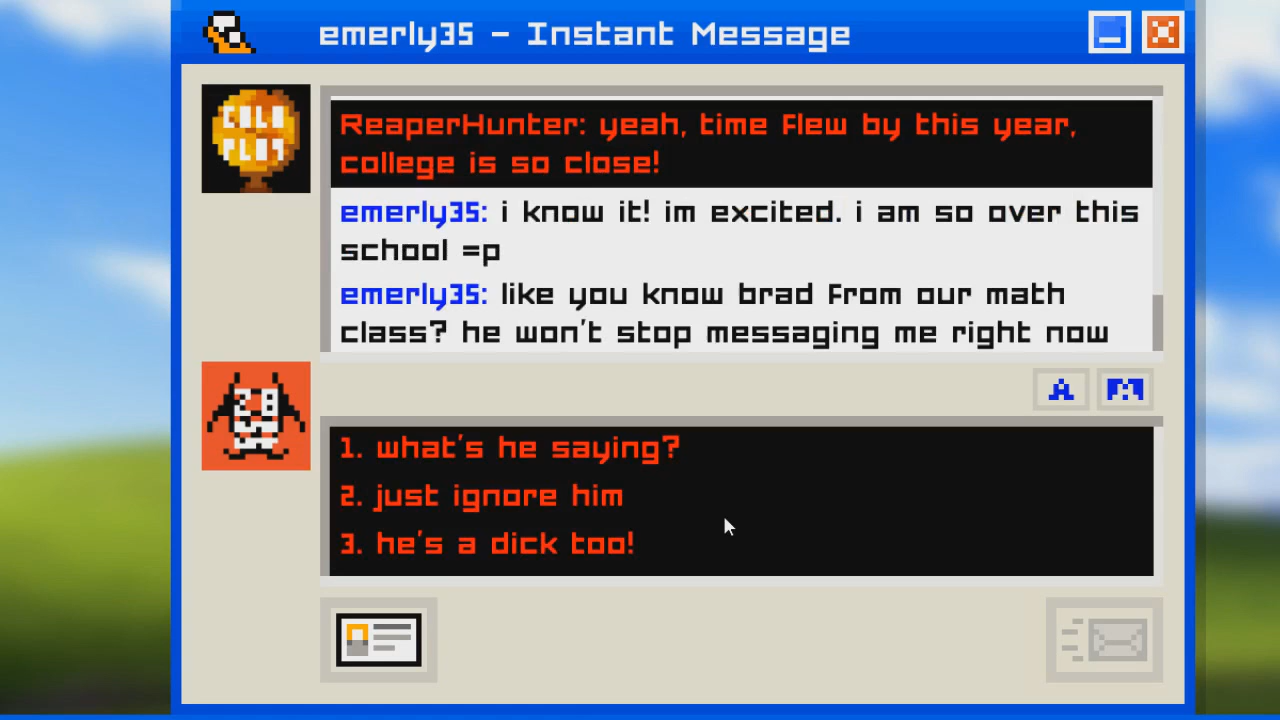 emerly35 - Instant Message
COLD
PLAY
ReaperHunter: yeah, time flew by this year,
college is so close!
emerly35: i know it! im excited. i am so over this
school =p
emerly35: like you know brad from our math
class? he won't stop messaging me right now
A
A
1. what's he saying?
2. just ignore him
3. he's a dick too!